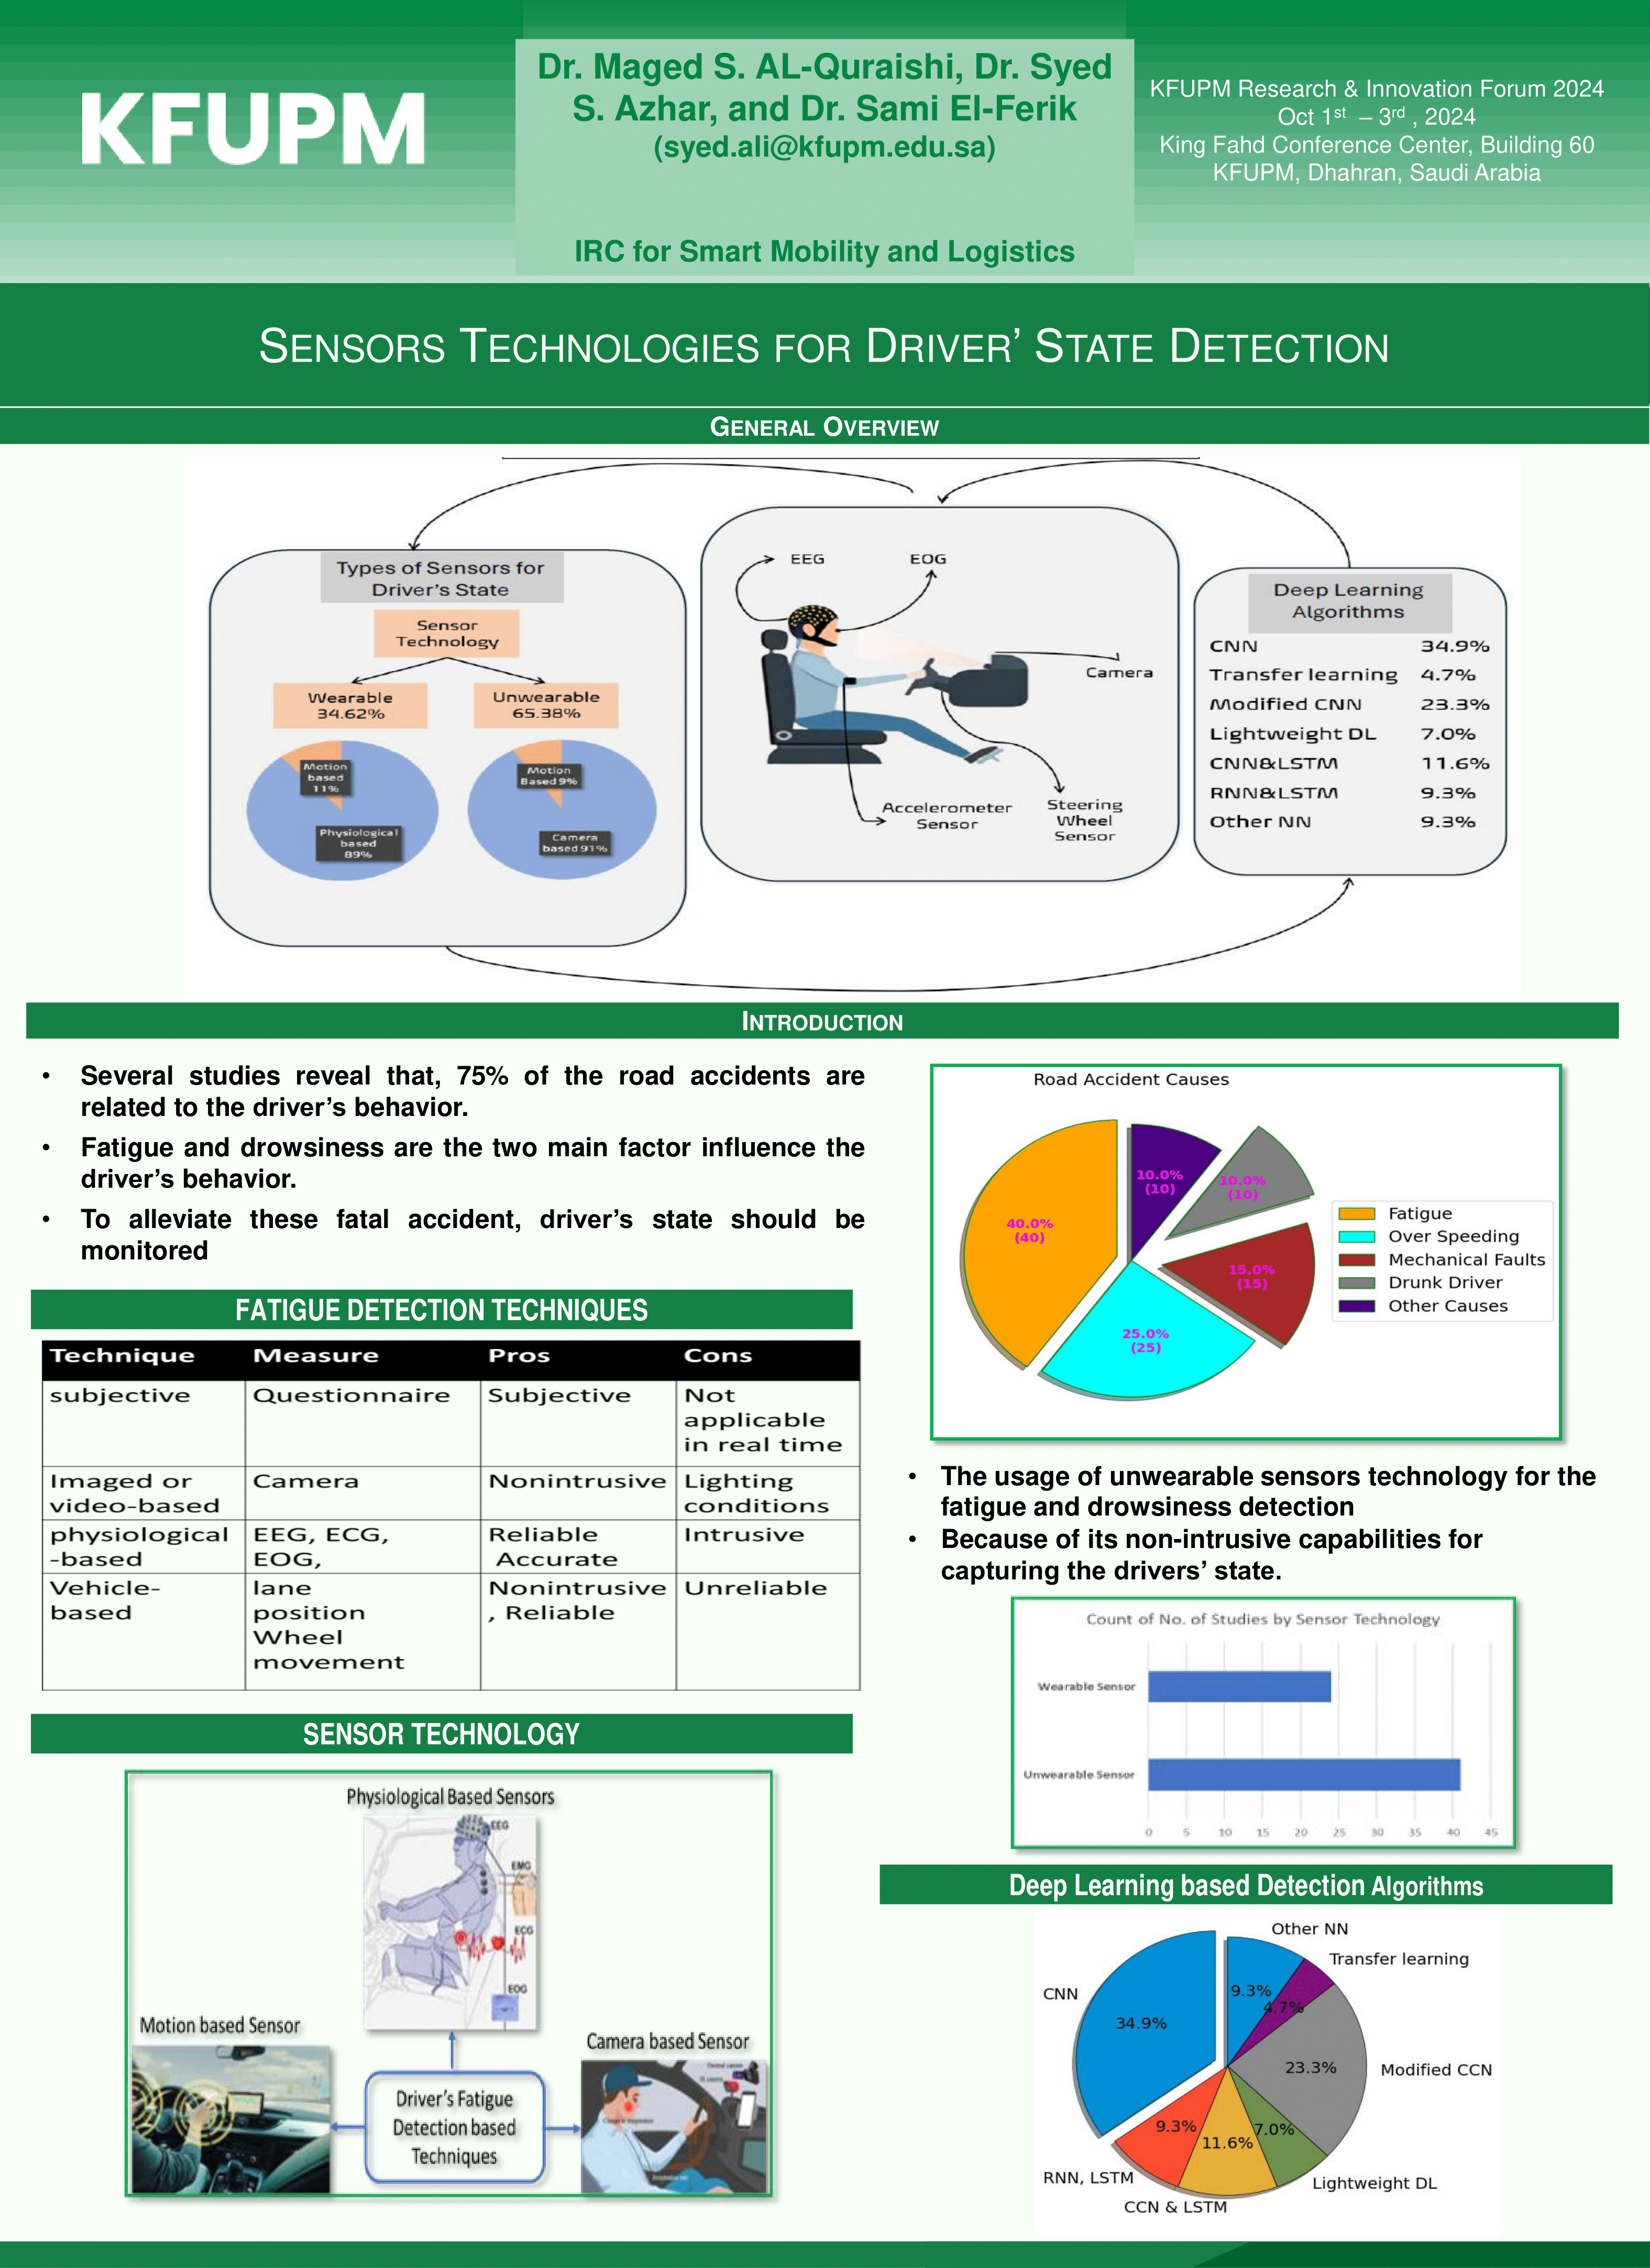 KFUPM
Dr. Maged S. AL-Quraishi, Dr. Syed
S. Azhar, and Dr. Sami El-Ferik
(syed.ali@kfupm.edu.sa)
IRC for Smart Mobility and Logistics
KFUPM Research & Innovation Forum 2024
Oct 1st – 3rd , 2024
King Fahd Conference Center, Building 60
KFUPM, Dhahran, Saudi Arabia
SENSORS TECHNOLOGIES FOR DRIVER’ STATE DETECTION
GENERAL OVERVIEW
Types of Sensors for
Driver’s State
Sensor
Technology
Wearable
34.62%
Unwearable
65.38%
Motion
based
11%
Physiological
based
89%
Motion
Based 9%
Camera
based 91%
EEG
EOG
Camera
Accelerometer
Sensor
Steering
Wheel
Sensor
Deep Learning
Algorithms
CNN 34.9%
Transfer learning 4.7%
Modified CNN 23.3%
Lightweight DL 7.0%
CNN&LSTM 11.6%
RNN&LSTM 9.3%
Other NN 9.3%
INTRODUCTION
• Several studies reveal that, 75% of the road accidents are
related to the driver’s behavior.
• Fatigue and drowsiness are the two main factor influence the
driver’s behavior.
• To alleviate these fatal accident, driver’s state should be
monitored
FATIGUE DETECTION TECHNIQUES
Technique Measure Pros Cons
subjective Questionnaire Subjective Not
applicable
in real time
Imaged or Camera Nonintrusive Lighting
video-based conditions
physiological EEG, ECG, Reliable Intrusive
-based EOG, Accurate
Vehicle- lane Nonintrusive Unreliable
based position , Reliable
Wheel
movement
SENSOR TECHNOLOGY
Physiological Based Sensors
EEG
EMG
ECG
EOG
Motion based Sensor
Camera based Sensor
Driver’s Fatigue
Detection based
Techniques
Road Accident Causes
40.0%
(40)
10.0%
(10)
10.0%
(10)
15.0%
(15)
25.0%
(25)
Fatigue
Over Speeding
Mechanical Faults
Drunk Driver
Other Causes
• The usage of unwearable sensors technology for the
fatigue and drowsiness detection
• Because of its non-intrusive capabilities for
capturing the drivers’ state.
Count of No. of Studies by Sensor Technology
Wearable Sensor
Unwearable Sensor
0 5 10 15 20 25 30 35 40 45
Deep Learning based Detection Algorithms
Other NN
Transfer learning
CNN
9.3%
4.7%
34.9%
23.3%
Modified CCN
9.3%
7.0%
11.6%
RNN, LSTM
Lightweight DL
CCN & LSTM